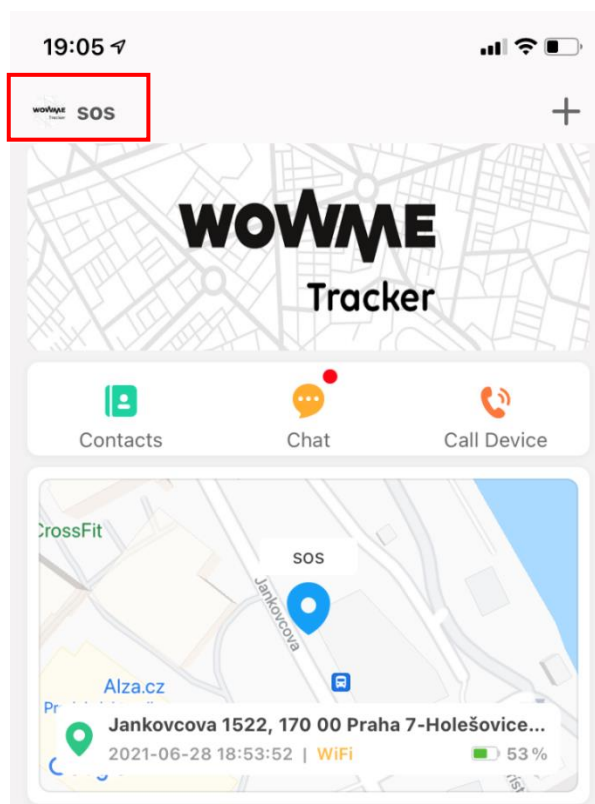 19:05
WOWME
Tracker
sos
WOWME
Tracker
Contacts
Chat
Call Device
CrossFit
sos
Jankovcova
Alza.cz
Jankovcova 1522, 170 00 Praha 7-Holešovice...
2021-06-28 18:53:52 | WiFi
53%